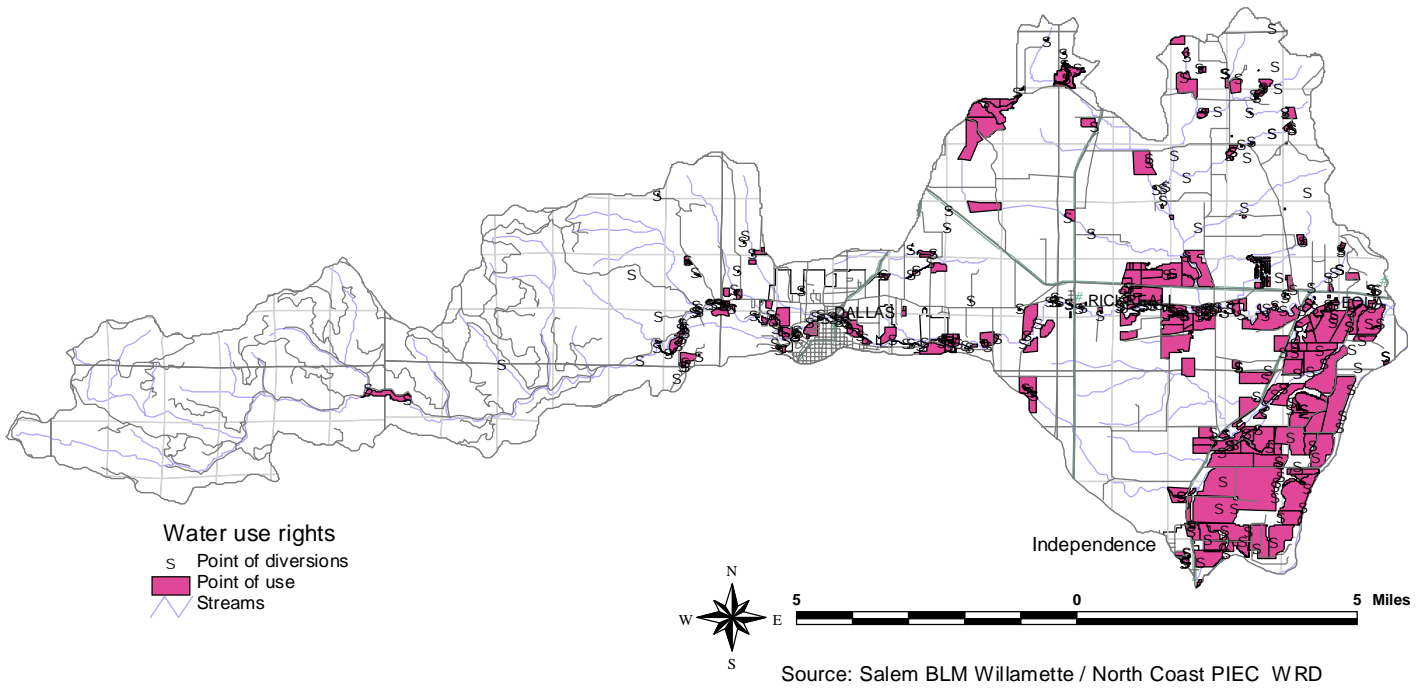 DALLAS
Independence
Water use rights
S Point of diversions
Point of use
Streams
N
W E
S
5 0 5 Miles
Source: Salem BLM Willamette / North Coast PIEC WRD